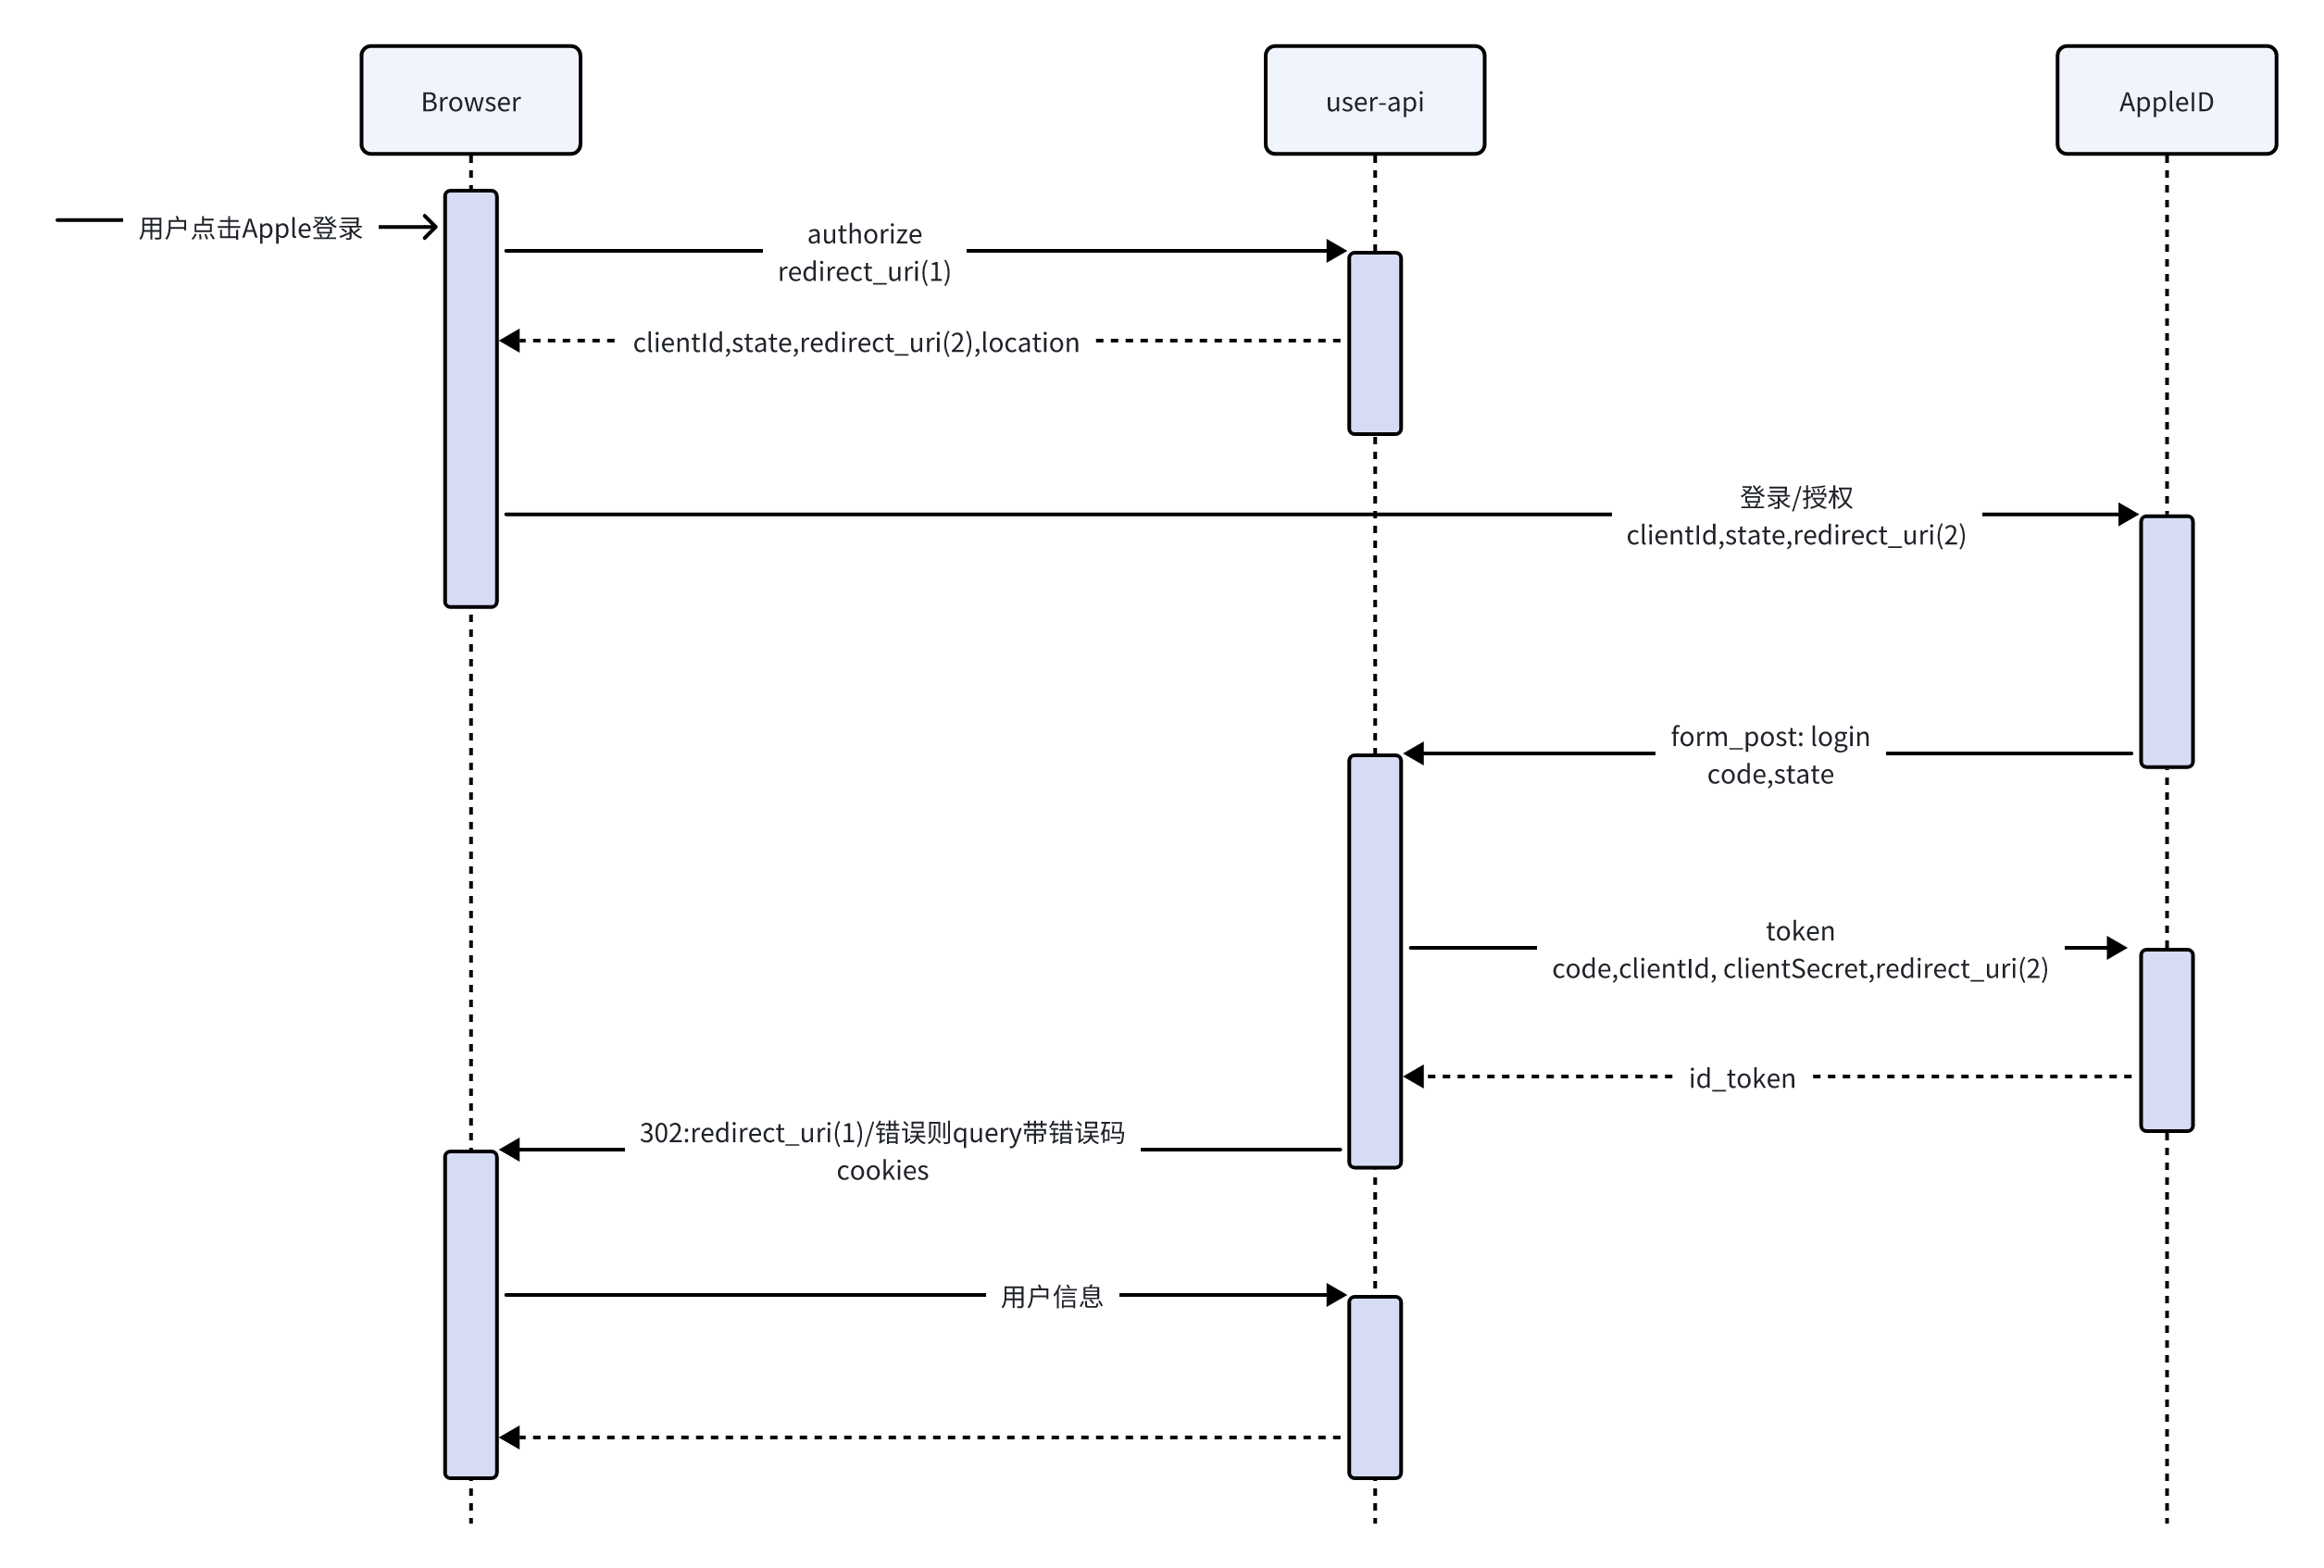 Browser
user-api
AppleID
用户点击Apple登录
authorize
redirect_uri(1)
clientId,state,redirect_uri(2),location
登录/授权
clientId,state,redirect_uri(2)
form_post: login
code,state
token
code,clientId, clientSecret,redirect_uri(2)
id_token
302:redirect_uri(1)/错误则query带错误码
cookies
用户信息